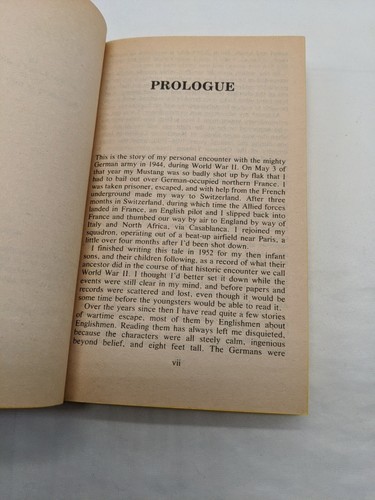 PROLOGUE
This is the story of my personal encounter with the mighty
German army in 1944, during World War II. On May 3 of
that year my Mustang was so badly shot up by flak that I
had to bail out over German-occupied northern France. I
was taken prisoner, escaped, and with help from the French
underground made my way to Switzerland. After three
months in Switzerland, during which time the Allied forces
landed in France, an English pilot and I slipped back into
France and thumbed our way by air to England by way of
Italy and North Africa, via Casablanca. I rejoined my
squadron, operating out of a beat-up airfield near Paris, a
little over four months after I'd been shot down.
I finished writing this tale in 1952 for my then infant
sons, and their children following, as a record of what their
ancestor did in the course of that historic encounter we call
World War II. I thought I'd better set it down while the
events were still clear in my mind, and before papers and
records were scattered and lost, even though it would be
some time before the youngsters would be able to read it.
Over the years since then I have read quite a few stories
of wartime escape, most of them by Englishmen about
Englishmen. Reading them has always left me disquieted,
because the characters were all steely calm, ingenious
beyond belief, and eight feet tall. The Germans were
vii